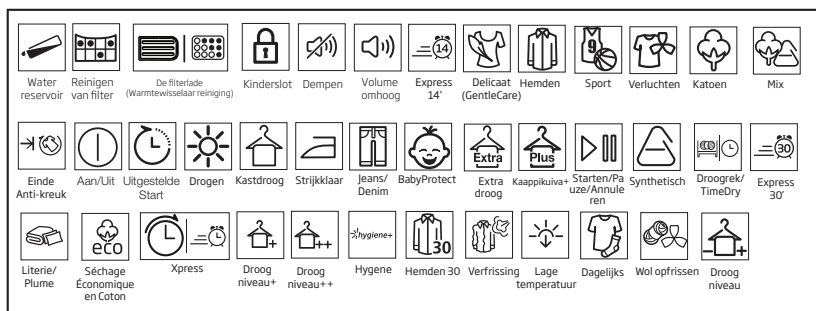 14
9
Water reservoir
Reinigen van filter
De filterlade (Warmtewisselaar reiniging)
Kinderslot
Dempen
Volume omhoog
Express 14'
Delicaat (GentleCare)
Hemden
Sport
Verluchten
Katoen
Mix
Extra
Plus
30
Einde Anti-kreuk
Aan/Uit
Uitgestelde Start
Drogen
Kastdroog
Strijkklaar
Jeans/ Denim
BabyProtect
Extra droog
Kaappikuiva+
Starten/Pa uze/Annule ren
Synthetisch
Droogrek/ TimeDry
Express 30'
eco
+
++
hygiene+
30
- +
Literie/ Plume
Séchage Économique en Coton
Xpress
Droog niveau+
Droog niveau++
Hygene
Hemden 30
Verfrissing
Lage temperatuur
Dagelijks
Wol opfrissen
Droog niveau